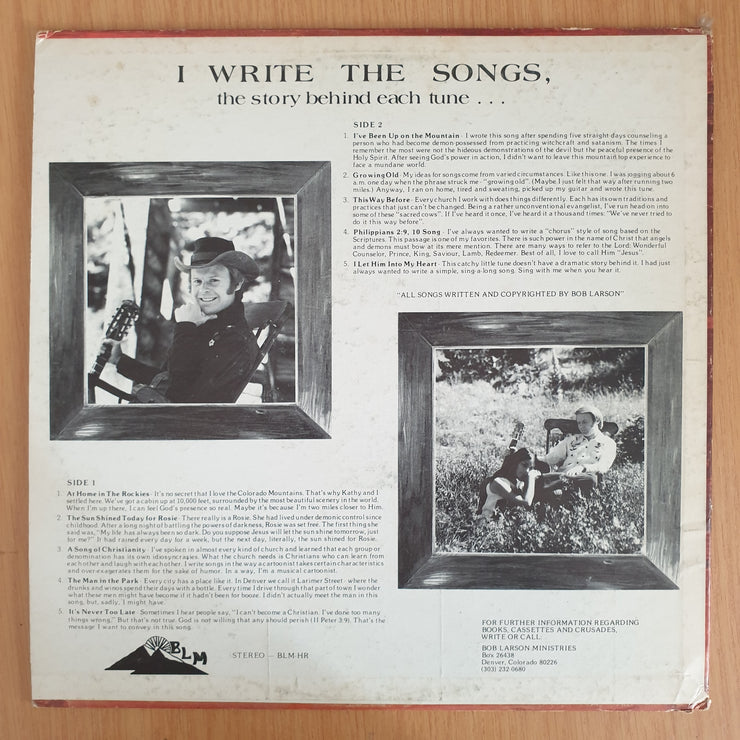 I WRITE THE SONGS,
the story behind each tune . . .
SIDE 2
1. I've Been Up on the Mountain - I wrote this song after spending five straight days counseling a
person who had become demon possessed from practicing witchcraft and satanism. The times I
remember the most were not the hideous demonstrations of the devil but the peaceful presence of the
Holy Spirit. After seeing God's power in action, I didn't want to leave this mountain top experience to
face a mundane world.
2. Growing Old - My ideas for songs come from varied circumstances. Like this one. I was jogging about 6
a.m. one day when the phrase struck me - "growing old". (Maybe I just felt that way after running two
miles.) Anyway, I ran on home, tired and sweating, picked up my guitar and wrote this tune.
3. This Way Before - Every church I work with does things differently. Each has its own traditions and
practices that just can't be changed. Being a rather unconventional evangelist, I've run head on into
some of these "sacred cows". If I've heard it once, I've heard it a thousand times: "We've never tried to
do it this way before".
4. Philippians 2:9, 10 Song - I've always wanted to write a "chorus" style of song based on the
Scriptures. This passage is one of my favorites. There is such power in the name of Christ that angels
and demons must bow at its mere mention. There are many ways to refer to the Lord: Wonderful
Counselor, Prince, King, Saviour, Lamb, Redeemer. Best of all, I love to call Him "Jesus".
5. I Let Him Into My Heart - This catchy little tune doesn't have a dramatic story behind it. I had just
always wanted to write a simple, sing-a-long song. Sing with me when you hear it.
"ALL SONGS WRITTEN AND COPYRIGHTED BY BOB LARSON"
SIDE 1
1. At Home in The Rockies - It's no secret that I love the Colorado Mountains. That's why Kathy and I
settled here. We've got a cabin up at 10,000 feet, surrounded by the most beautiful scenery in the world.
When I'm up there, I can feel God's presence so real. Maybe it's because I'm two miles closer to Him.
2. The Sun Shined Today for Rosie - There really is a Rosie. She had lived under demonic control since
childhood. After a long night of battling the powers of darkness, Rosie was set free. The first thing she
said was, "My life has always been so dark. Do you suppose Jesus will let the sun shine tomorrow, just
for me?" It had rained every day for a week, but the next day, literally, the sun shined for Rosie.
3. A Song of Christianity - I've spoken in almost every kind of church and learned that each group or
denomination has its own idiosyncrasies. What the church needs is Christians who can learn from
each other and laugh with each other. I write songs in the way a cartoonist takes certain characteristics
and over-exagerates them for the sake of humor. In a way, I'm a musical cartoonist.
4. The Man in the Park - Every city has a place like it. In Denver we call it Larimer Street - where the
drunks and winos spend their days with a bottle. Every time I drive through that part of town I wonder
what these men might have become if it hadn't been for booze. I didn't actually meet the man in this
song, but, sadly, I might have.
5. It's Never Too Late - Sometimes I hear people say, "I can't become a Christian. I've done too many
things wrong." But that's not true. God is not willing that any should perish (II Peter 3:9). That's the
message I want to convey in this song.
BLM
STEREO — BLM-HR
FOR FURTHER INFORMATION REGARDING
BOOKS, CASSETTES AND CRUSADES,
WRITE OR CALL:
BOB LARSON MINISTRIES
Box 26438
Denver, Colorado 80226
(303) 232 0680